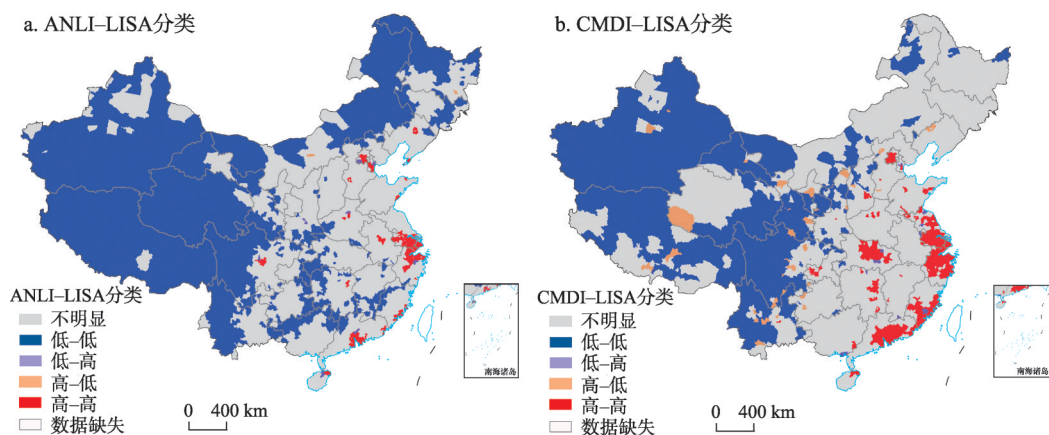 a. ANLI–LISA分类
ANLI–LISA分类
不明显
低–低
低–高
高–低
高–高
数据缺失
0 400 km
南海诸岛
b. CMDI–LISA分类
CMDI–LISA分类
不明显
低–低
低–高
高–低
高–高
数据缺失
0 400 km
南海诸岛